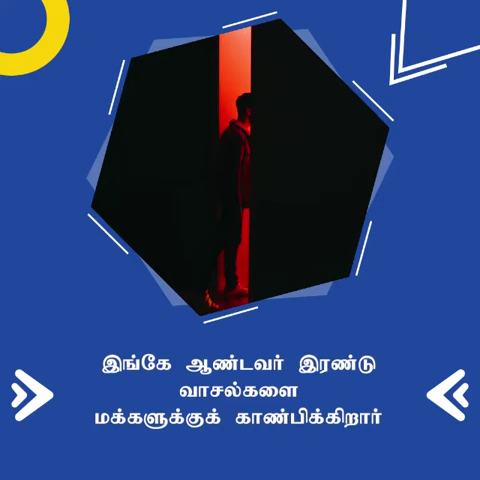 இங்கே ஆண்டவர் இரண்டு
வாசல்களை
மக்களுக்குக் காண்பிக்கிறார்